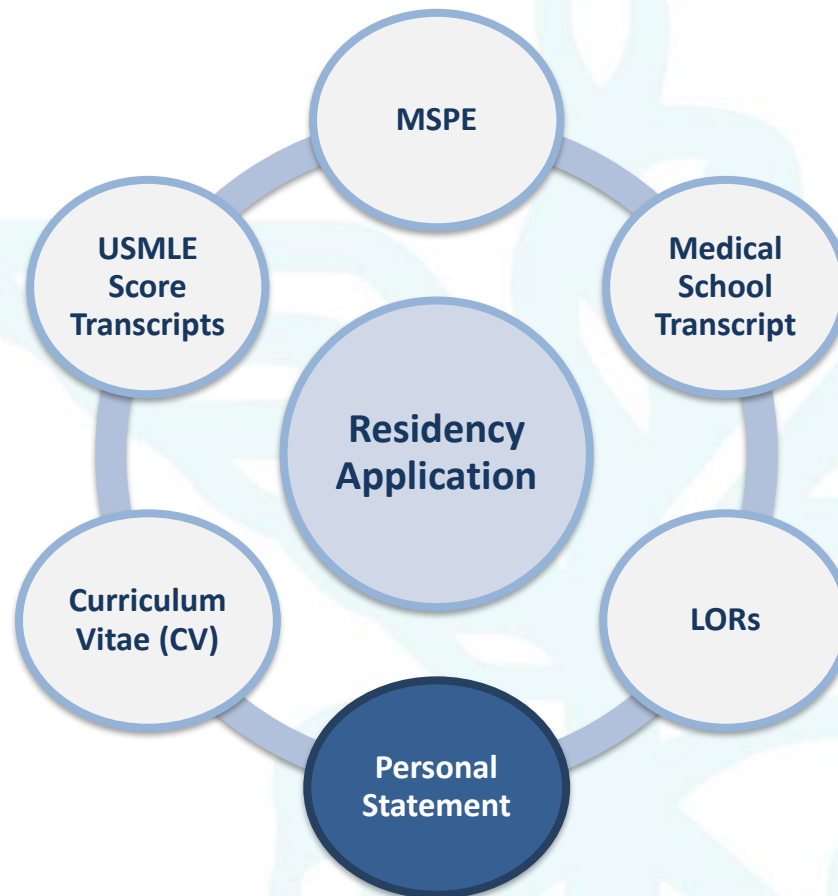 MSPE
USMLE
Score
Transcripts
Medical
School
Transcript
Residency
Application
Curriculum
Vitae (CV)
LORs
Personal
Statement